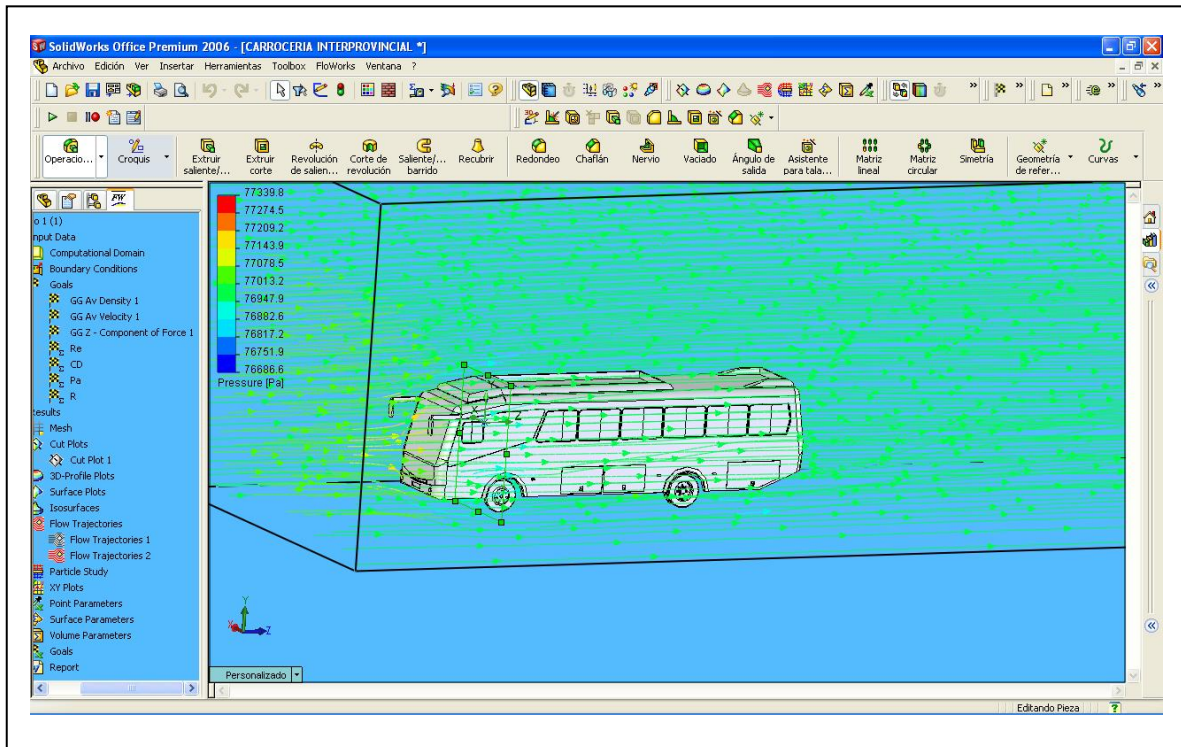 SolidWorks Office Premium 2006 - [CARROCERIA INTERPROVINCIAL *]
Archivo Edición Ver Insertar Herramientas Toolbox FloWorks Ventana ?
Operacio... Croquis Extruir saliente/... Extruir corte Revolución de salien... Corte de revolución Saliente/... barrido Recubrir Redondeo Chaflán Nervio Vaciado Ángulo de salida Asistente para tala... Matriz lineal Matriz circular Simetría Geometría de refer... Curvas
FW
o 1 (1)
nput Data
Computational Domain
Boundary Conditions
Goals
GG Av Density 1
GG Av Velocity 1
GG Z - Component of Force 1
Re
CD
Pa
R
esults
Mesh
Cut Plots
Cut Plot 1
3D-Profile Plots
Surface Plots
Isosurfaces
Flow Trajectories
Flow Trajectories 1
Flow Trajectories 2
Particle Study
XY Plots
Point Parameters
Surface Parameters
Volume Parameters
Goals
Report
77339.8
77274.5
77209.2
77143.9
77078.5
77013.2
76947.9
76882.6
76817.2
76751.9
76686.6
Pressure [Pa]
Y
X
Z
Personalizado
Editando Pieza